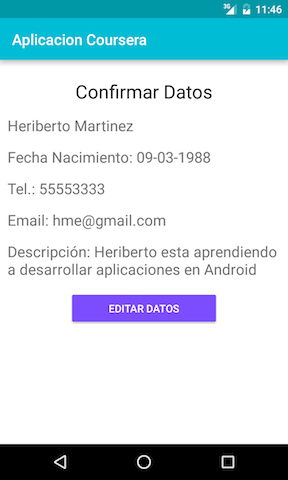 3G 11:46
Aplicacion Coursera
Confirmar Datos
Heriberto Martinez
Fecha Nacimiento: 09-03-1988
Tel.: 55553333
Email: hme@gmail.com
Descripción: Heriberto esta aprendiendo
a desarrollar aplicaciones en Android
EDITAR DATOS